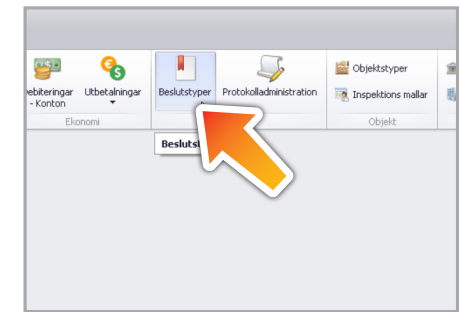 ebiteringar
- Konton
Utbetalningar
Beslutstyper
Protokolladministration
Objektstyper
Inspektions mallar
Ekonomi
Objekt